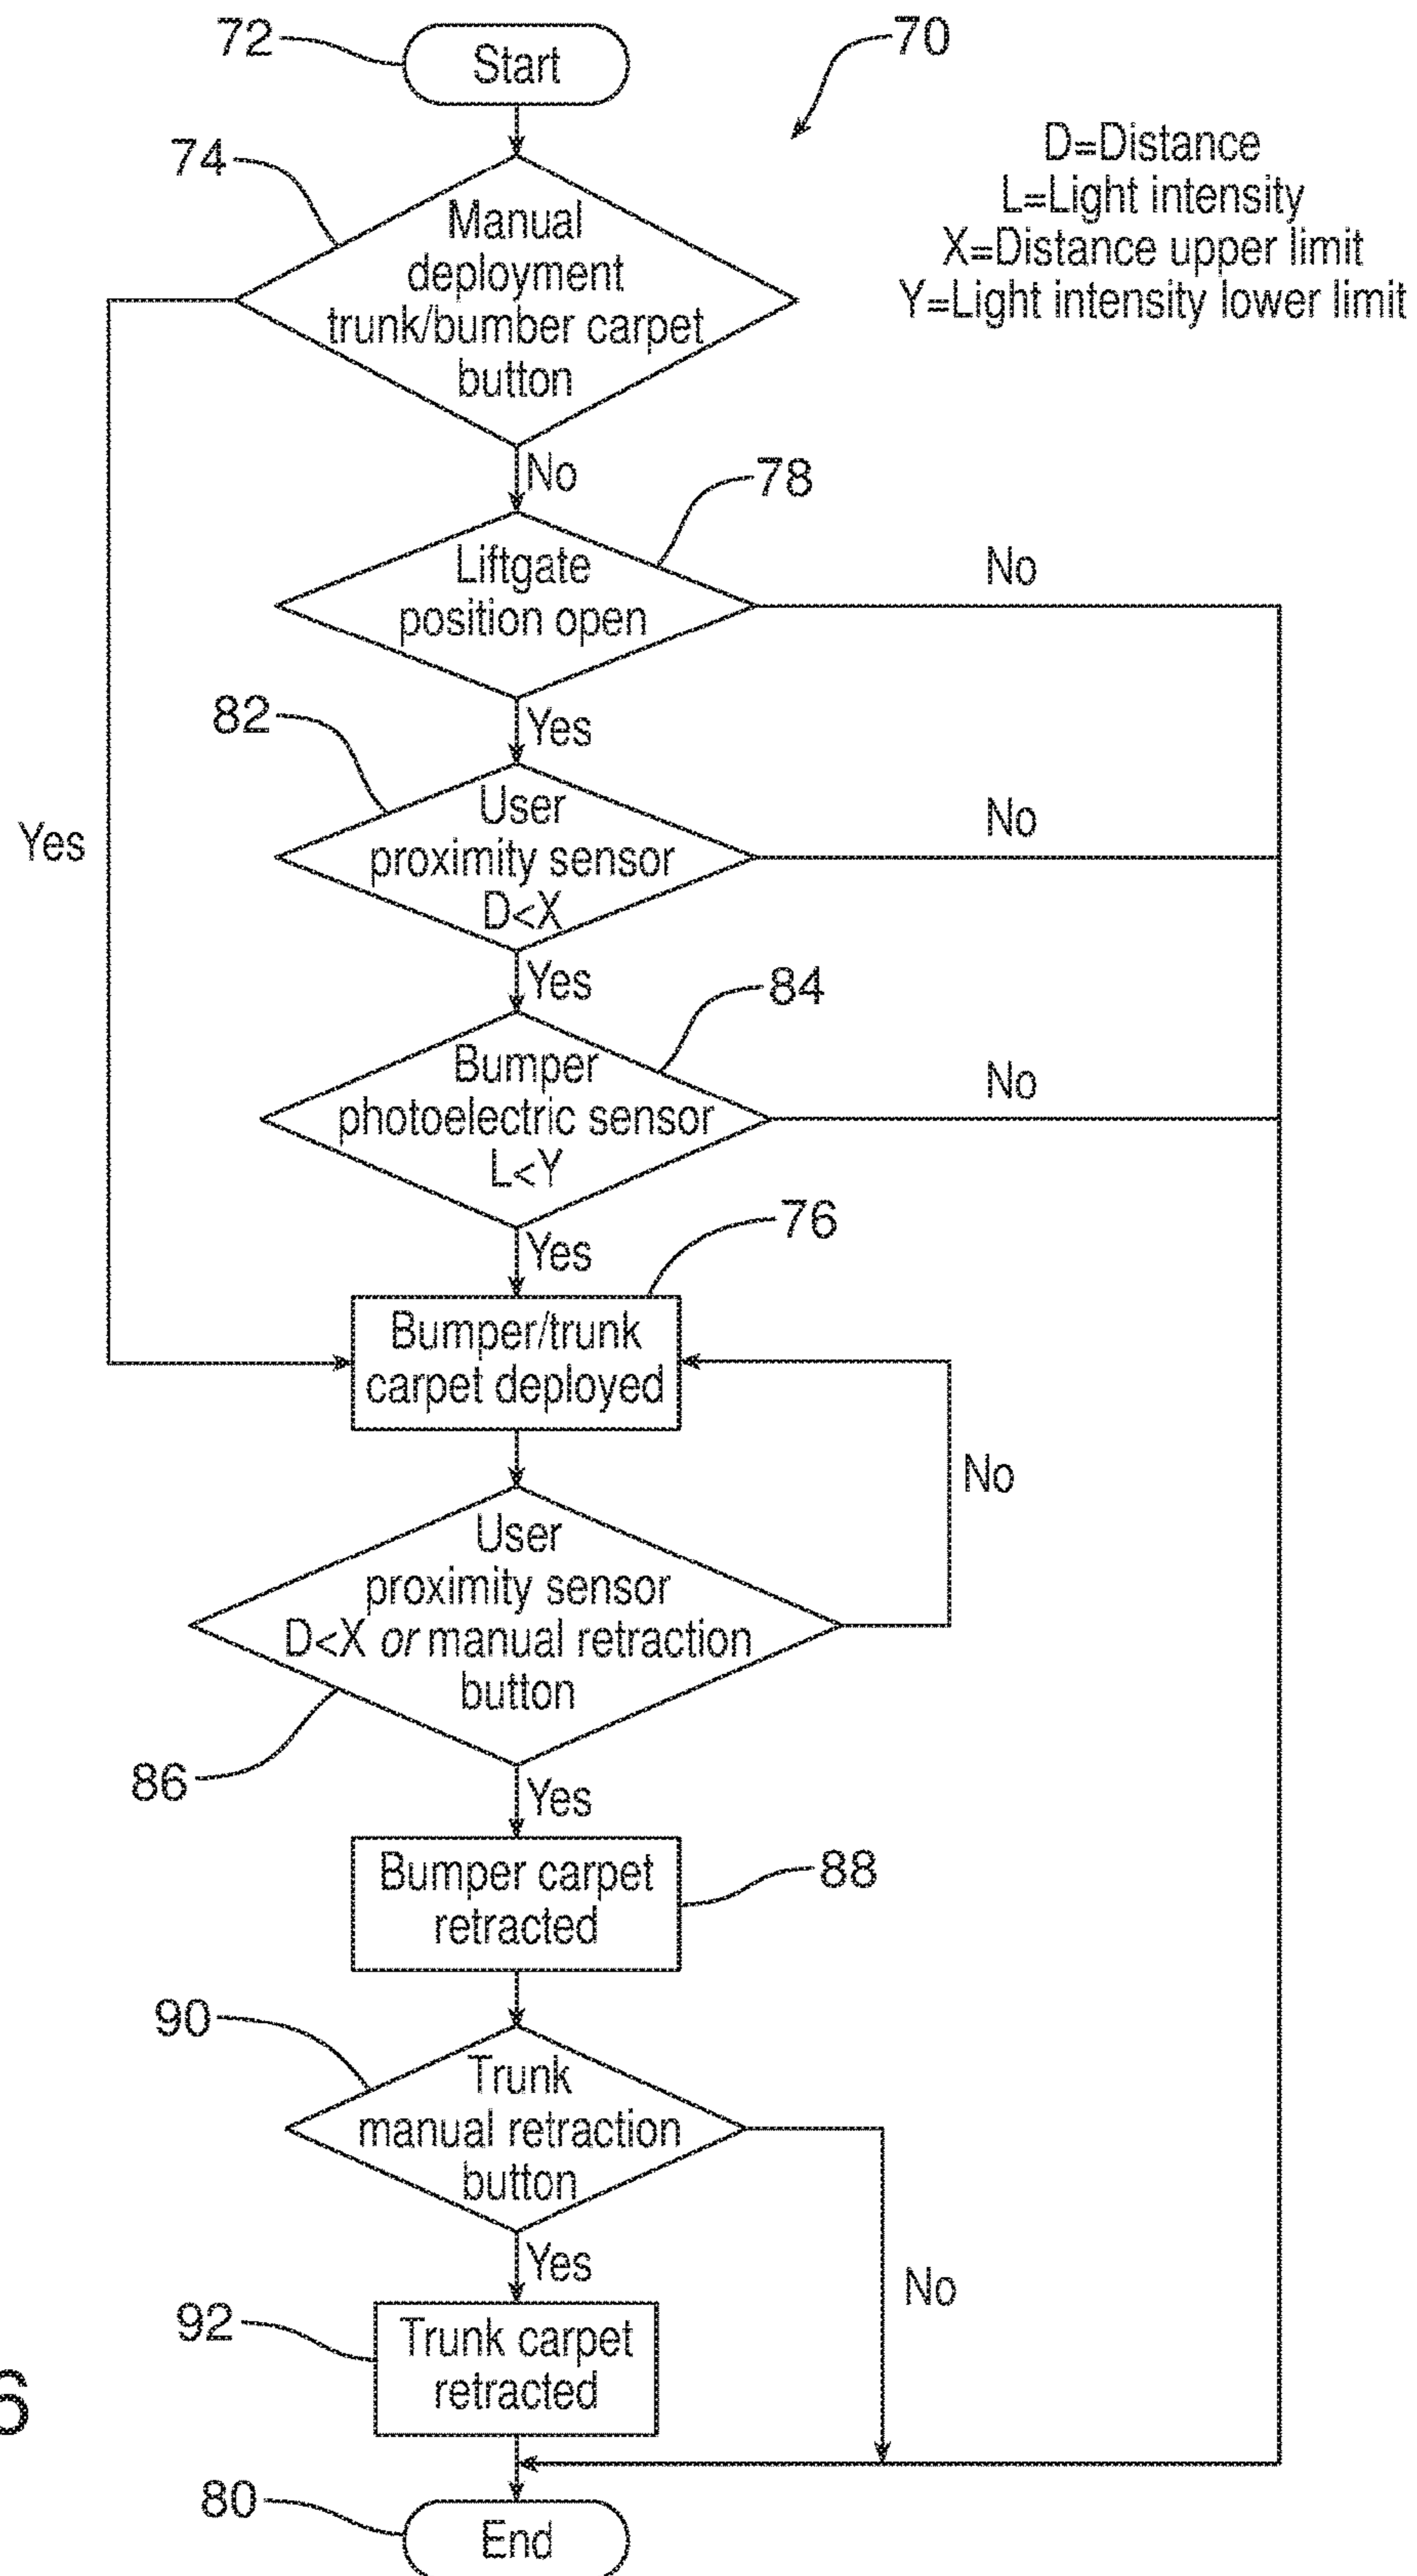 72
Start
70
D=Distance
L=Light intensity
X=Distance upper limit
Y=Light intensity lower limit
74
Manual
deployment
trunk/bumber carpet
button
No
78
Liftgate
position open
No
82
Yes
User
proximity sensor
D<X
No
Yes
Yes
84
Bumper
photoelectric sensor
L<Y
No
Yes
76
Bumper/trunk
carpet deployed
No
User
proximity sensor
D<X or manual retraction
button
86
Yes
Bumper carpet
retracted
88
90
Trunk
manual retraction
button
Yes
No
92
Trunk carpet
retracted
6
80
End